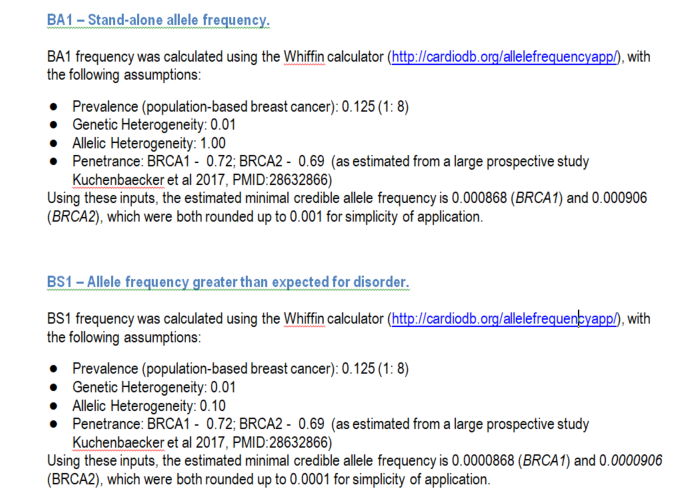 BA1 – Stand-alone allele frequency.
BA1 frequency was calculated using the Whiffin calculator (http://cardiodb.org/allelefrequencyapp/), with
the following assumptions:
● Prevalence (population-based breast cancer): 0.125 (1: 8)
● Genetic Heterogeneity: 0.01
● Allelic Heterogeneity: 1.00
● Penetrance: BRCA1 - 0.72; BRCA2 - 0.69 (as estimated from a large prospective study
Kuchenbaecker et al 2017, PMID:28632866)
Using these inputs, the estimated minimal credible allele frequency is 0.000868 (BRCA1) and 0.000906
(BRCA2), which were both rounded up to 0.001 for simplicity of application.
BS1 – Allele frequency greater than expected for disorder.
BS1 frequency was calculated using the Whiffin calculator (http://cardiodb.org/allelefrequencyapp/), with
the following assumptions:
● Prevalence (population-based breast cancer): 0.125 (1: 8)
● Genetic Heterogeneity: 0.01
● Allelic Heterogeneity: 0.10
● Penetrance: BRCA1 - 0.72; BRCA2 - 0.69 (as estimated from a large prospective study
Kuchenbaecker et al 2017, PMID:28632866)
Using these inputs, the estimated minimal credible allele frequency is 0.0000868 (BRCA1) and 0.0000906
(BRCA2), which were both rounded up to 0.0001 for simplicity of application.